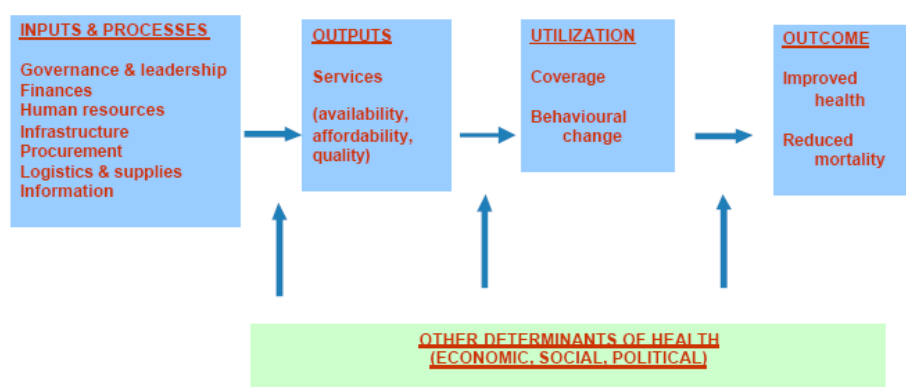 INPUTS & PROCESSES
Governance & leadership
Finances
Human resources
Infrastructure
Procurement
Logistics & supplies
Information
OUTPUTS
Services
(availability,
affordability,
quality)
UTILIZATION
Coverage
Behavioural
change
OUTCOME
Improved
health
Reduced
mortality
OTHER DETERMINANTS OF HEALTH
(ECONOMIC, SOCIAL, POLITICAL)